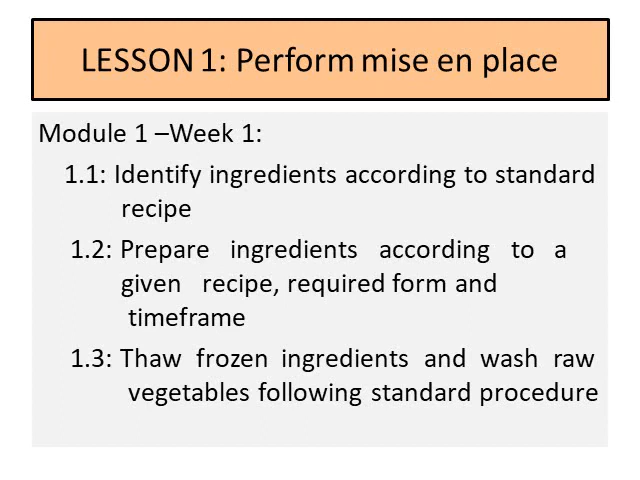 LESSON 1: Perform mise en place
Module 1 –Week 1:
1.1: Identify ingredients according to standard
recipe
1.2: Prepare ingredients according to a
given recipe, required form and
timeframe
1.3: Thaw frozen ingredients and wash raw
vegetables following standard procedure